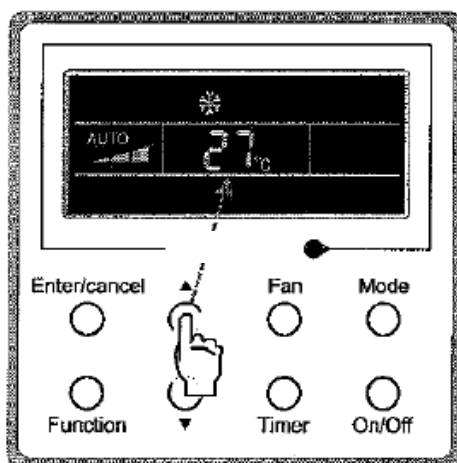 AUTO
27°C
Enter/cancel ▲ Fan Mode
Function ▼ Timer On/Off